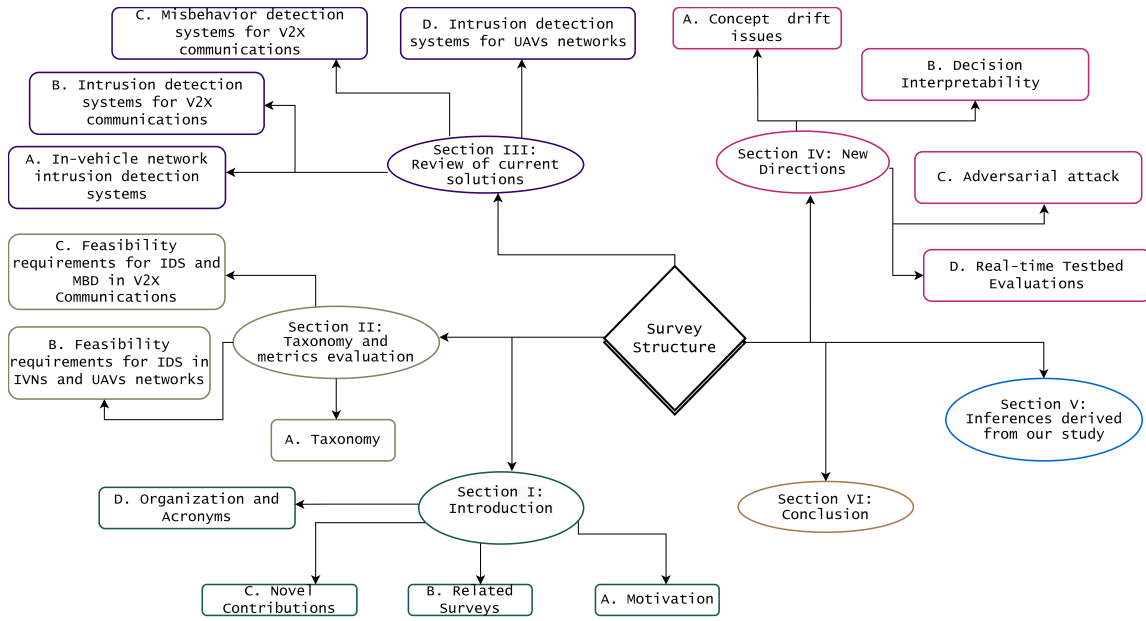 C. Misbehavior detection
systems for V2X
communications
D. Intrusion detection
systems for UAVs networks
B. Intrusion detection
systems for V2X
communications
A. In-vehicle network
intrusion detection
systems
Section III:
Review of current
solutions
A. Concept drift
issues
B. Decision
Interpretability
Section IV: New
Directions
C. Adversarial attack
D. Real-time Testbed
Evaluations
C. Feasibility
requirements for IDS and
MBD in V2X
Communications
B. Feasibility
requirements for IDS in
IVNs and UAVs networks
Section II:
Taxonomy and
metrics evaluation
A. Taxonomy
Survey
Structure
Section V:
Inferences derived
from our study
Section VI:
Conclusion
Section I:
Introduction
D. Organization and
Acronyms
C. Novel
Contributions
B. Related
Surveys
A. Motivation